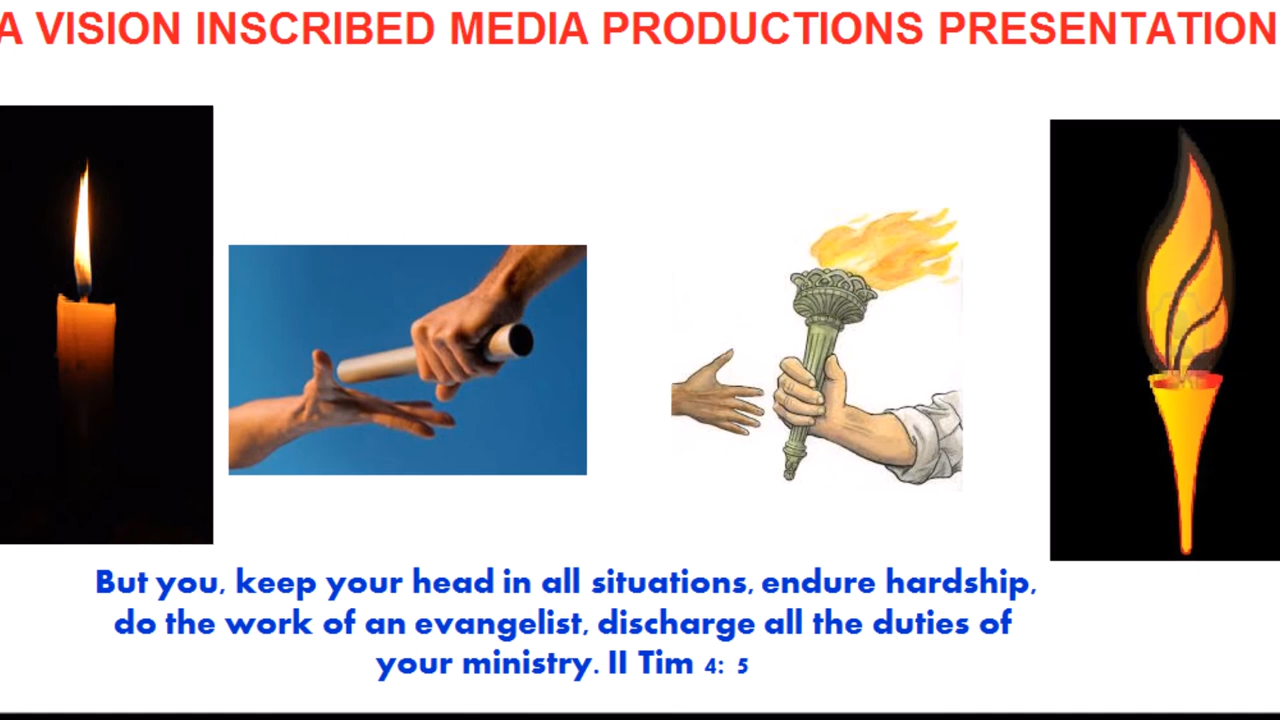 A VISION INSCRIBED MEDIA PRODUCTIONS PRESENTATION
But you, keep your head in all situations, endure hardship,
do the work of an evangelist, discharge all the duties of
your ministry. II Tim 4: 5